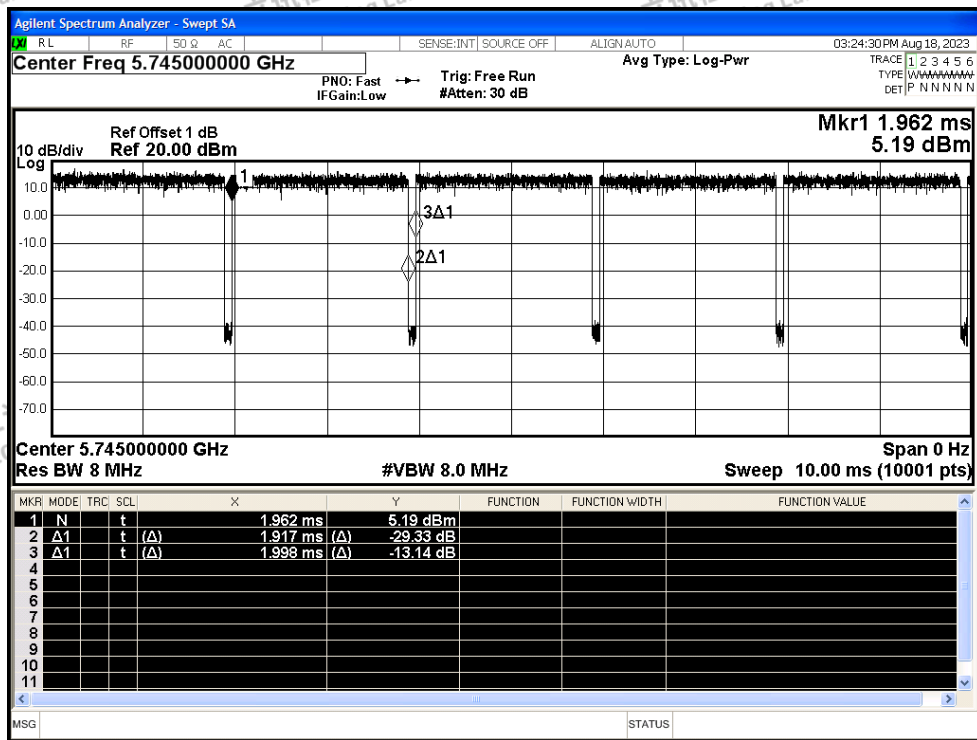 Agilent Spectrum Analyzer - Swept SA
LXI RL RF 50 Ω AC SENSE:INT SOURCE OFF ALIGN AUTO 03:24:30 PM Aug 18, 2023
Center Freq 5.745000000 GHz
PNO: Fast
IFGain:Low
Trig: Free Run
#Atten: 30 dB
Avg Type: Log-Pwr
TRACE 1 2 3 4 5 6
TYPE W
DET P N N N N N
Mkr1 1.962 ms
5.19 dBm
Ref Offset 1 dB
10 dB/div Ref 20.00 dBm
Log
1
10.0
0.00
3Δ1
-10.0
2Δ1
-20.0
-30.0
-40.0
-50.0
-60.0
-70.0
Center 5.745000000 GHz Span 0 Hz
Res BW 8 MHz #VBW 8.0 MHz Sweep 10.00 ms (10001 pts)
MKR MODE TRC SCL X Y FUNCTION FUNCTION WIDTH FUNCTION VALUE
1 N t 1.962 ms 5.19 dBm
2 Δ1 t (Δ) 1.917 ms (Δ) -29.33 dB
3 Δ1 t (Δ) 1.998 ms (Δ) -13.14 dB
4
5
6
7
8
9
10
11
MSG STATUS